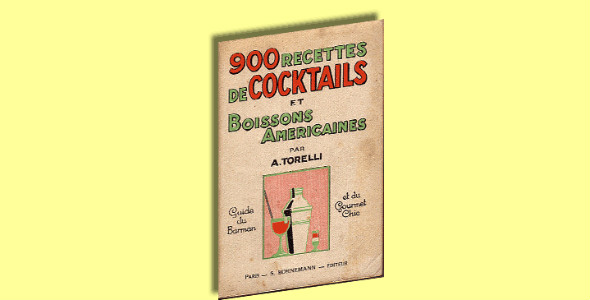 900 RECETTES
DE COCKTAILS
ET
BOISSONS
AMERICAINES
PAR
A. TORELLI
Guide
du
Barman
et du
Gourmet
Chic
PARIS — S. BORNEMANN — EDITEUR